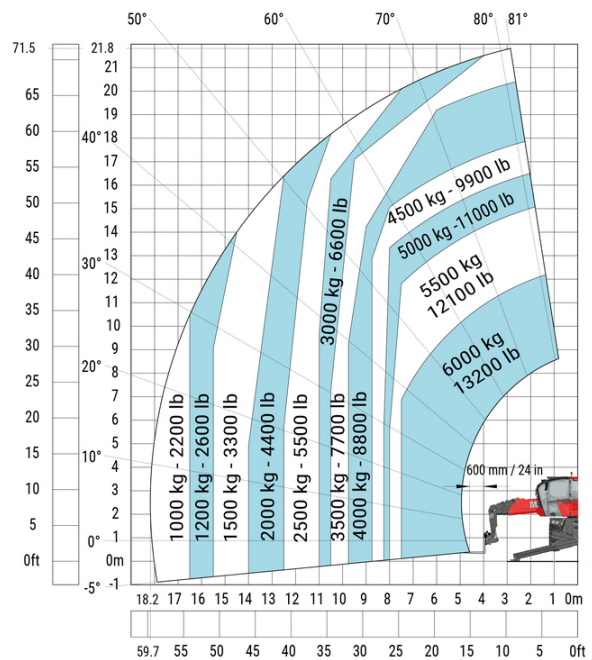 50°
60°
70°
80°
81°
71.5
21.8
21
65
20
19
60
40°
18
17
55
16
50
15
14
45
13
30°
12
40
11
35
10
30
9
20°
8
25
7
20
6
5
15
10°
4
10
3
2
5
0°
1
0ft
0m
-5°
-1
1000 kg - 2200 lb
1200 kg - 2600 lb
1500 kg - 3300 lb
2000 kg - 4400 lb
2500 kg - 5500 lb
3000 kg - 6600 lb
3500 kg - 7700 lb
4000 kg - 8800 lb
4500 kg - 9900 lb
5000 kg -11000 lb
5500 kg
12100 lb
6000 kg
13200 lb
600 mm / 24 in
18.2 17 16 15 14 13 12 11 10 9 8 7 6 5 4 3 2 1 0m
59.7 55 50 45 40 35 30 25 20 15 10 5 0ft